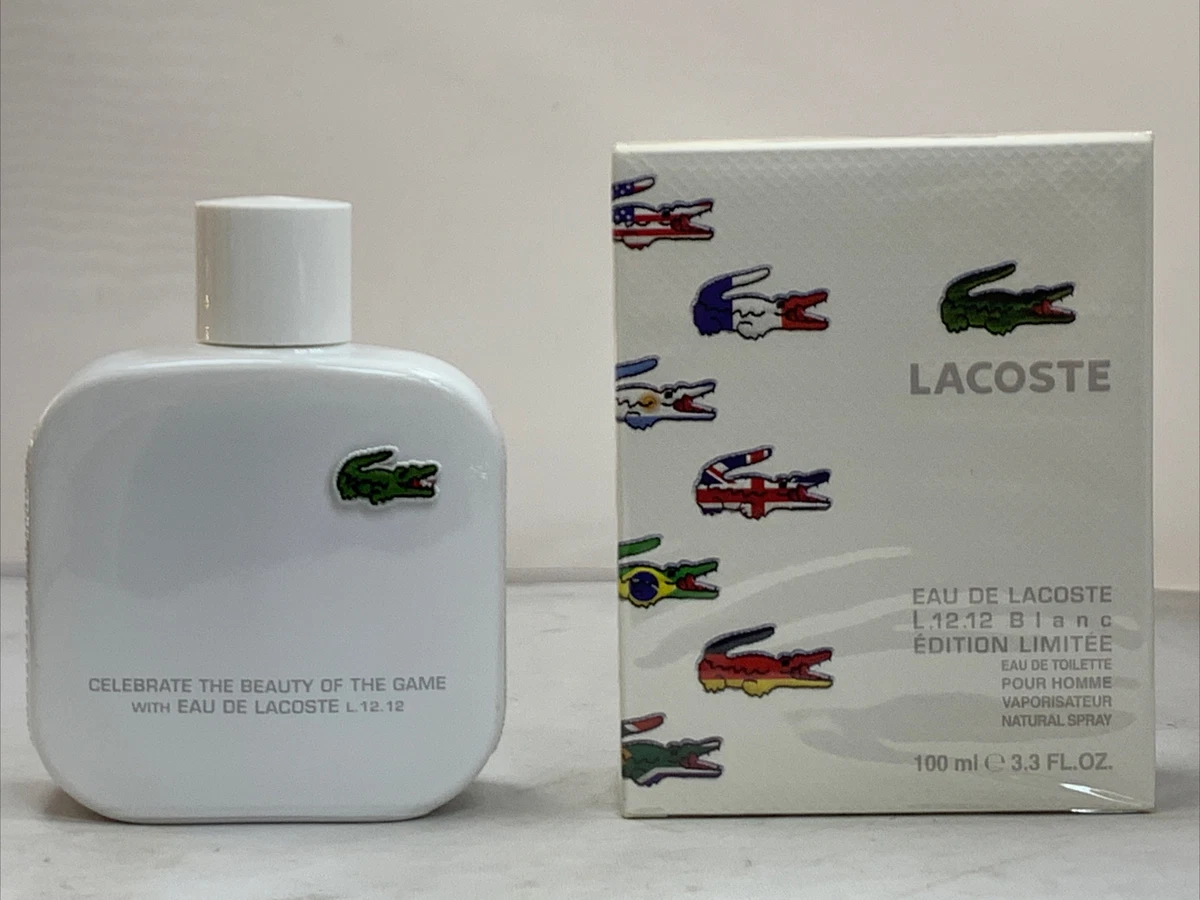 CELEBRATE THE BEAUTY OF THE GAME
WITH EAU DE LACOSTE L.12.12
LACOSTE
EAU DE LACOSTE
L.12.12 Blanc
ÉDITION LIMITÉE
EAU DE TOILETTE
POUR HOMME
VAPORISATEUR
NATURAL SPRAY
100 ml ℮ 3.3 FL.OZ.